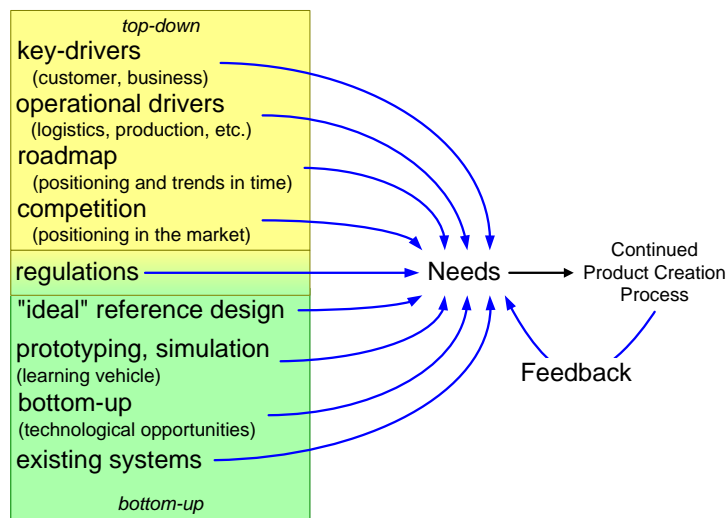 top-down
key-drivers
(customer, business)
operational drivers
(logistics, production, etc.)
roadmap
(positioning and trends in time)
competition
(positioning in the market)
regulations
"ideal" reference design
prototyping, simulation
(learning vehicle)
bottom-up
(technological opportunities)
existing systems
bottom-up
Needs
Continued
Product Creation
Process
Feedback